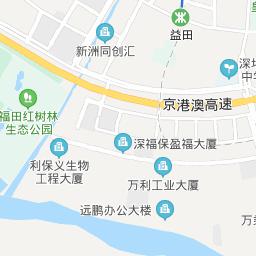 益田
新洲同创汇
深圳
中学
京港澳高速
福田红树林
生态公园
深福保盈福大厦
利保义生物
工程大厦
万利工业大厦
远鹏办公大楼
万